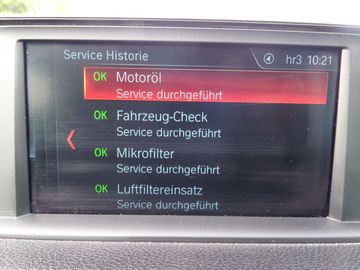 Service Historie
hr3 10:21
OK Motoröl
Service durchgeführt
OK Fahrzeug-Check
Service durchgeführt
OK Mikrofilter
Service durchgeführt
OK Luftfiltereinsatz
Service durchgeführt